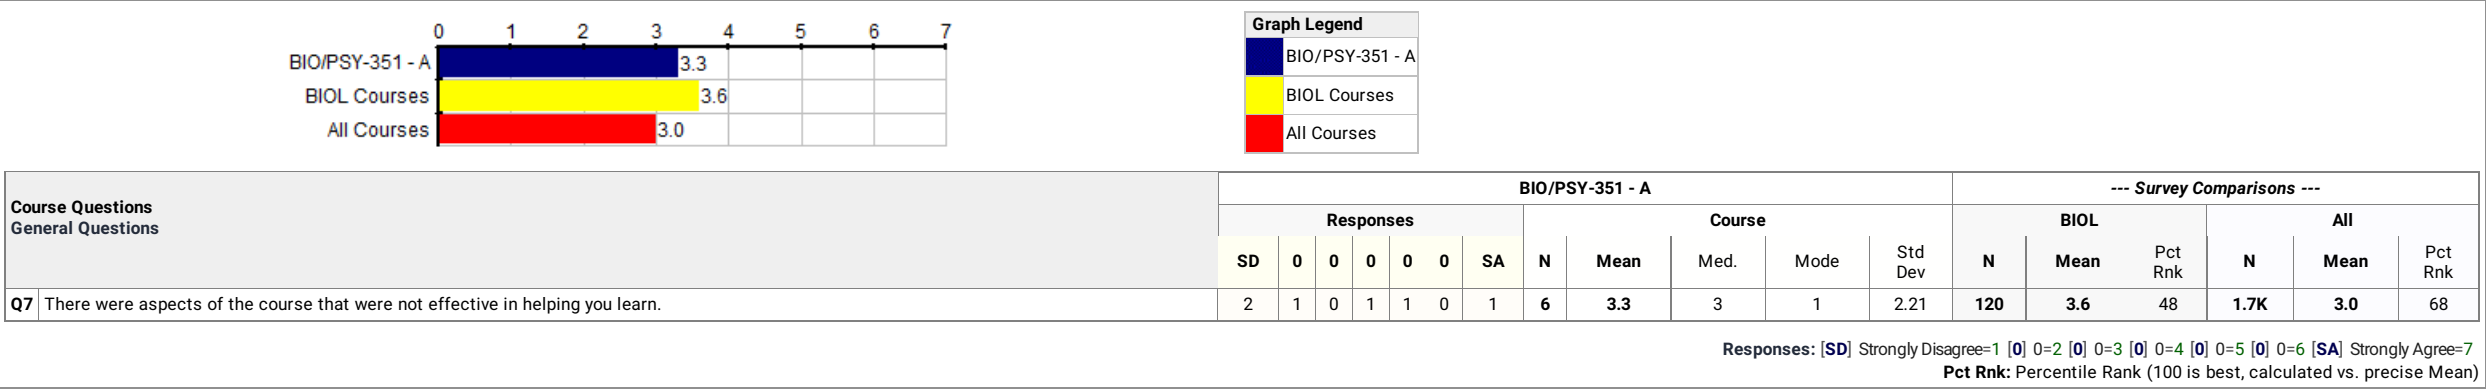 0 1 2 3 4 5 6 7
BIO/PSY-351 - A 3.3
BIOL Courses 3.6
All Courses 3.0
Graph Legend
BIO/PSY-351 - A
BIOL Courses
All Courses
Course Questions
General Questions
BIO/PSY-351 - A --- Survey Comparisons ---
Responses Course BIOL All
SD 0 0 0 0 0 SA N Mean Med. Mode Std Dev N Mean Pct Rnk N Mean Pct Rnk
Q7 There were aspects of the course that were not effective in helping you learn. 2 1 0 1 1 0 1 6 3.3 3 1 2.21 120 3.6 48 1.7K 3.0 68
Responses: [SD] Strongly Disagree=1 [0] 0=2 [0] 0=3 [0] 0=4 [0] 0=5 [0] 0=6 [SA] Strongly Agree=7
Pct Rnk: Percentile Rank (100 is best, calculated vs. precise Mean)